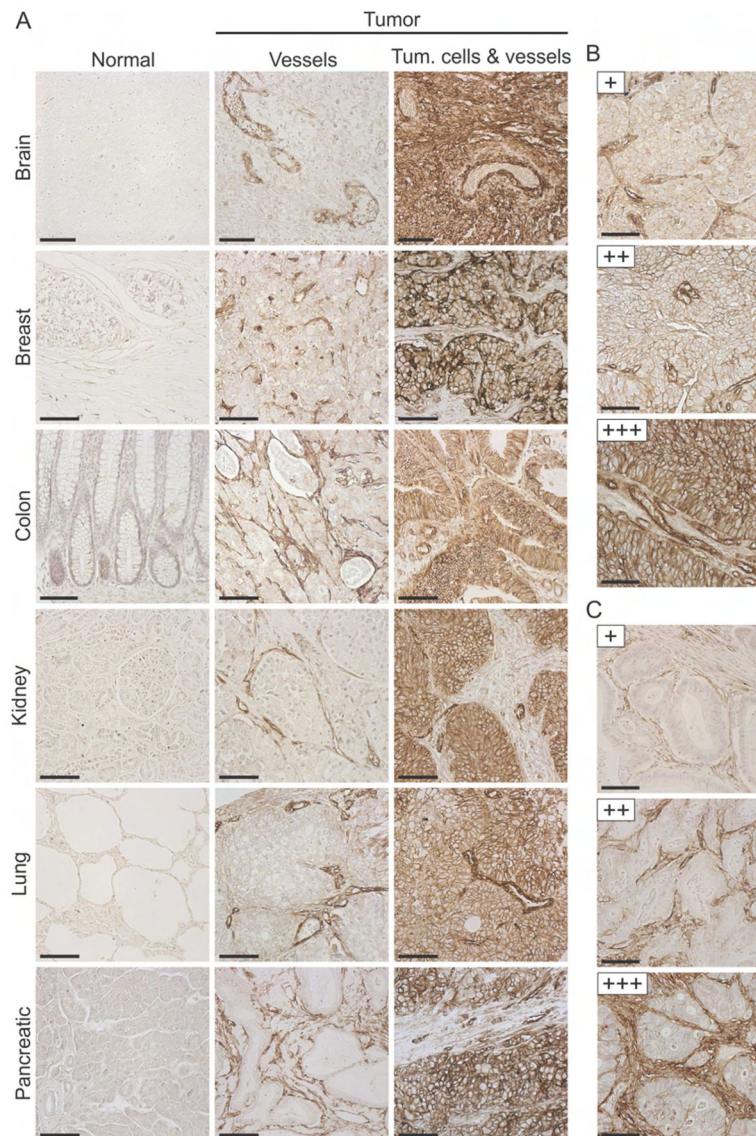 A
Tumor
Normal
Vessels
Tum. cells & vessels
Brain
Breast
Colon
Kidney
Lung
Pancreatic
B
+
++
+++
C
+
++
+++